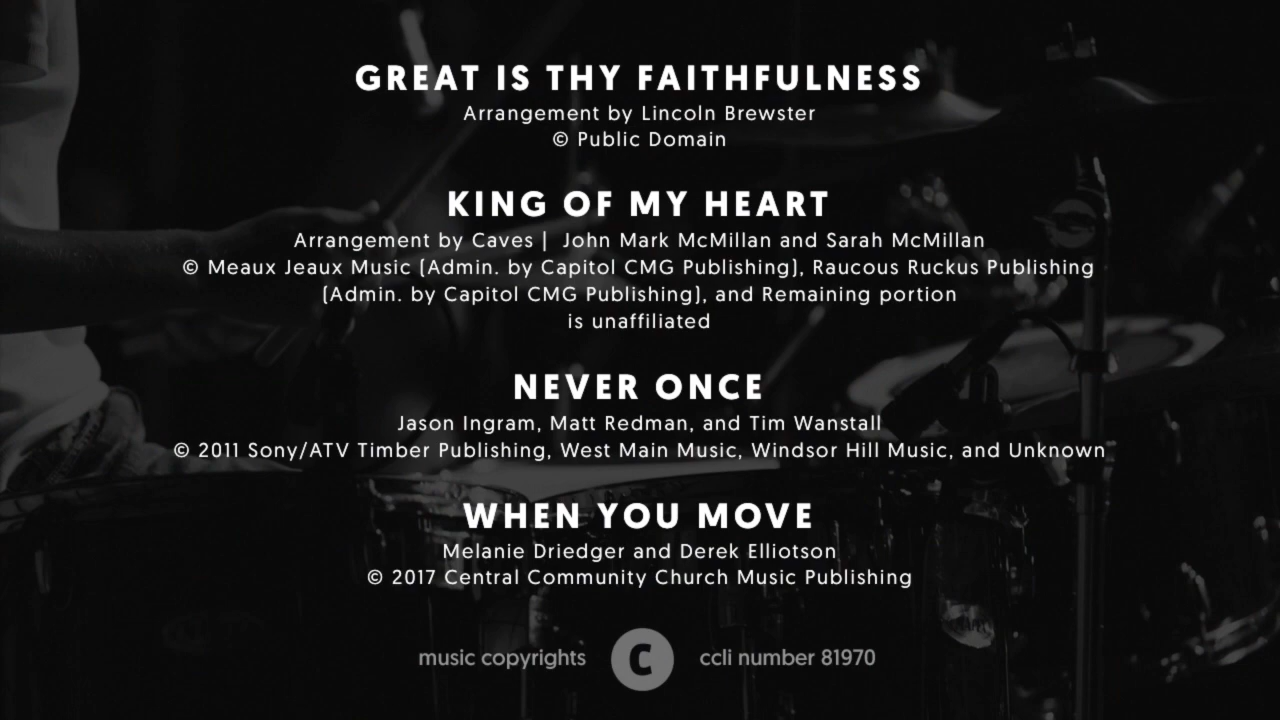 GREAT IS THY FAITHFULNESS
Arrangement by Lincoln Brewster
© Public Domain
KING OF MY HEART
Arrangement by Caves | John Mark McMillan and Sarah McMillan
© Meaux Jeaux Music (Admin. by Capitol CMG Publishing), Raucous Ruckus Publishing
(Admin. by Capitol CMG Publishing), and Remaining portion
is unaffiliated
NEVER ONCE
Jason Ingram, Matt Redman, and Tim Wanstall
© 2011 Sony/ATV Timber Publishing, West Main Music, Windsor Hill Music, and Unknown
WHEN YOU MOVE
Melanie Driedger and Derek Elliotson
© 2017 Central Community Church Music Publishing
music copyrights C ccli number 81970